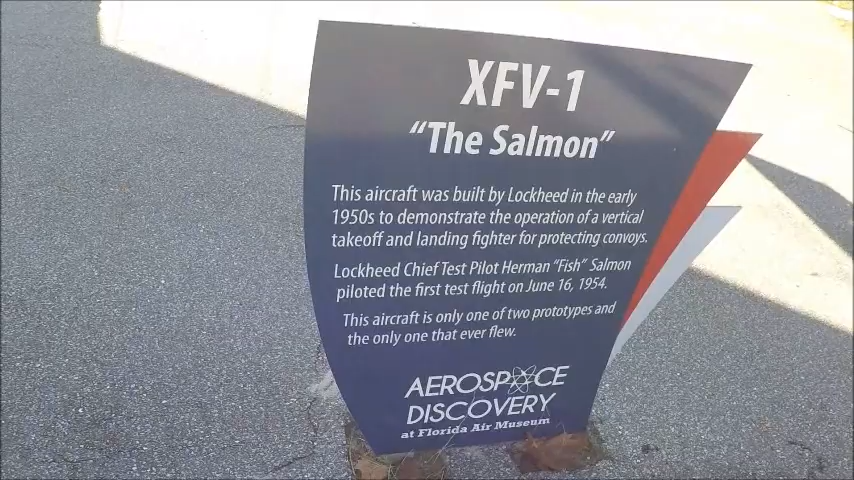 XFV-1
“The Salmon”
This aircraft was built by Lockheed in the early
1950s to demonstrate the operation of a vertical
takeoff and landing fighter for protecting convoys.
Lockheed Chief Test Pilot Herman “Fish” Salmon
piloted the first test flight on June 16, 1954.
This aircraft is only one of two prototypes and
the only one that ever flew.
AEROSPACE
DISCOVERY
at Florida Air Museum